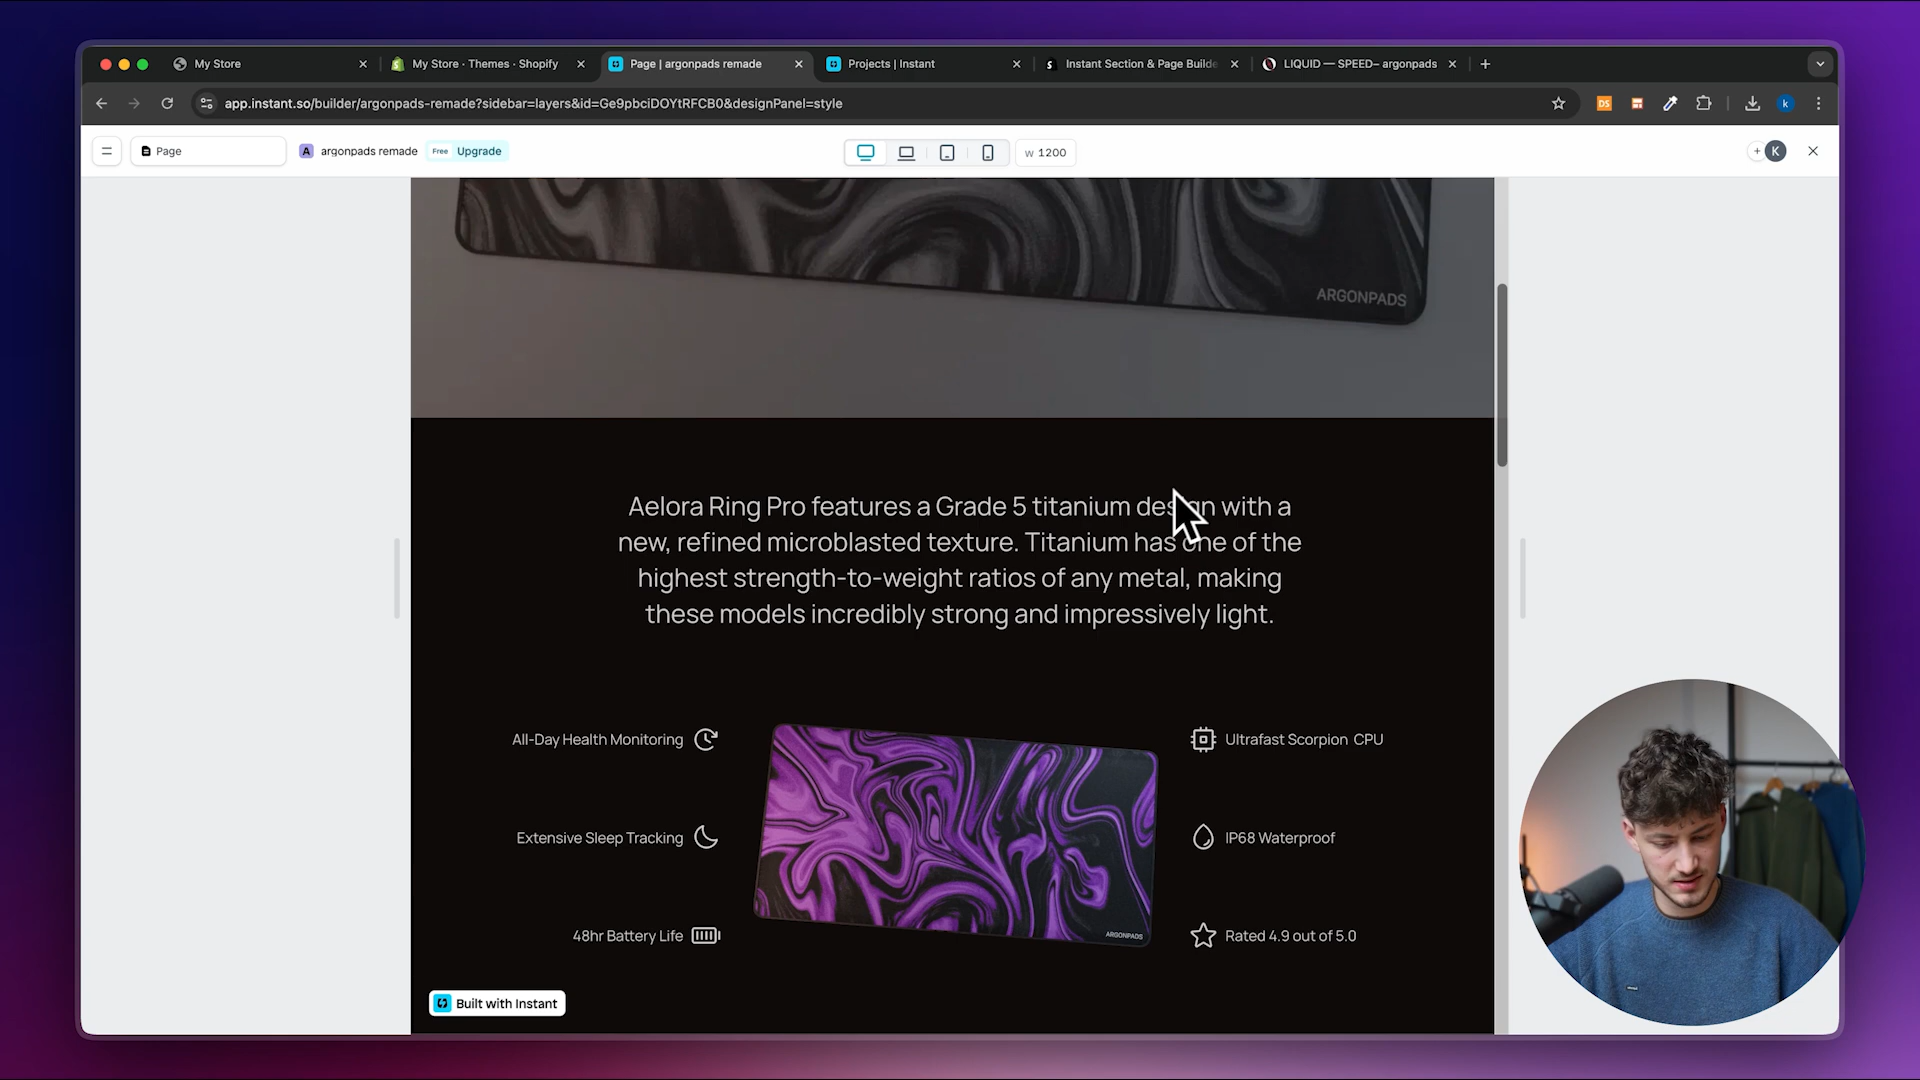 My Store
My Store · Themes · Shopify
Page | argonpads remade
Projects | Instant
Instant Section & Page Builde
LIQUID — SPEED– argonpads
app.instant.so/builder/argonpads-remade?sidebar=layers&id=Ge9pbciDOYtRFCB0&designPanel=style
DS
k
Page
A argonpads remade Free Upgrade
W 1200
K
ARGONPADS
Aelora Ring Pro features a Grade 5 titanium design with a
new, refined microblasted texture. Titanium has one of the
highest strength-to-weight ratios of any metal, making
these models incredibly strong and impressively light.
All-Day Health Monitoring
Ultrafast Scorpion CPU
Extensive Sleep Tracking
IP68 Waterproof
ARGONPADS
48hr Battery Life
Rated 4.9 out of 5.0
Built with Instant